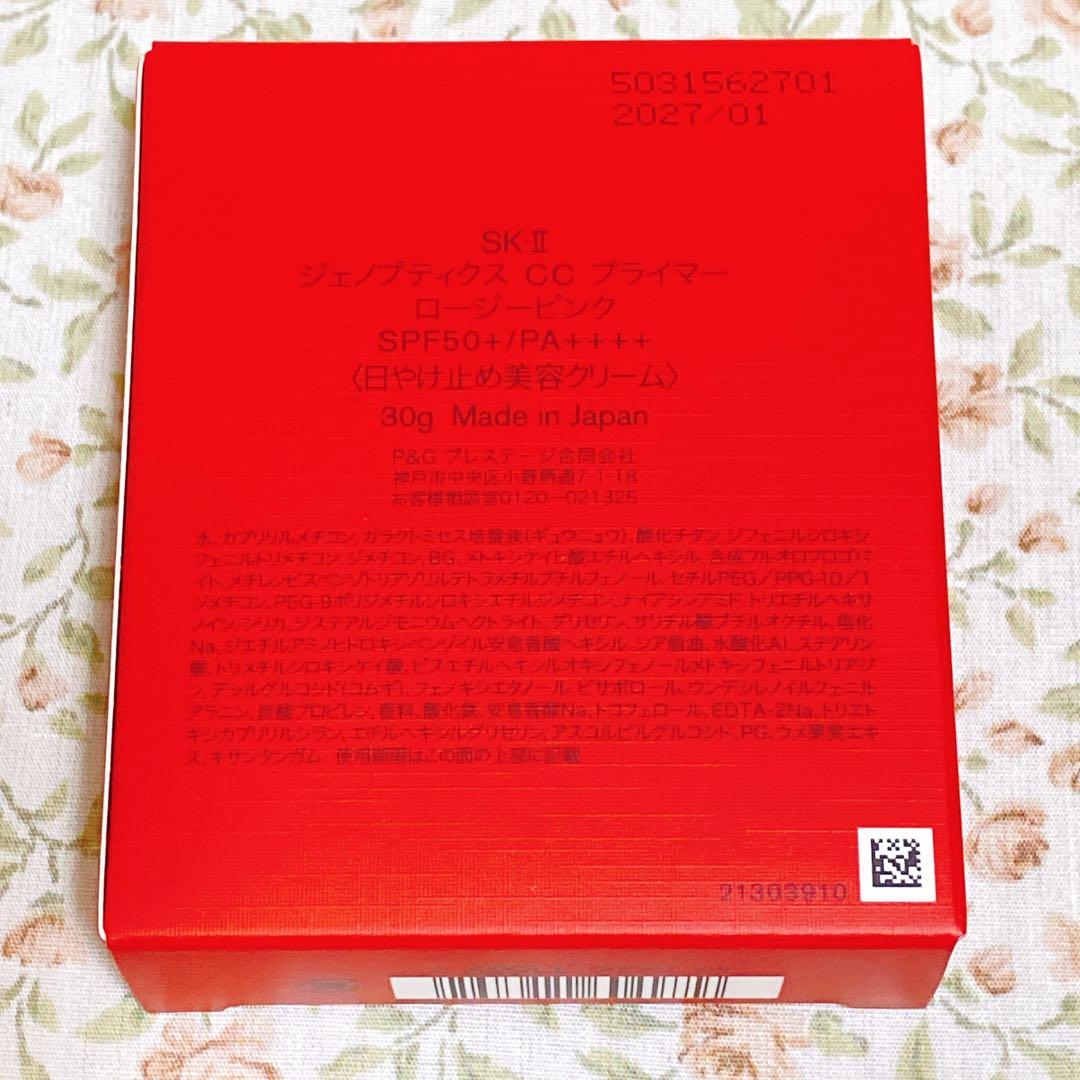 5031562701
2027/01
SK-II
ジェノプティクス CC プライマー
ロージーピンク
SPF50+/PA++++
〈日やけ止め美容クリーム〉
30g Made in Japan
P&G プレステージ合同会社
神戸市中央区小野柄通7-1-18
お客様相談室0120-021325
水、カプリリルメチコン、ガラクトミセス培養液(ギュウニュウ)、酸化チタン、ジフェニルシロキシ
フェニルトリメチコン、ジメチコン、BG、メトキシケイヒ酸エチルヘキシル、合成フルオロフロゴパ
イト、メチレンビスベンゾトリアゾリルテトラメチルブチルフェノール、セチルPEG/PPG-10/1
ジメチコン、PEG-9ポリジメチルシロキシエチルジメチコン、ナイアシンアミド、トリエチルヘキサ
ノイン、シリカ、ジステアルジモニウムヘクトライト、グリセリン、サリチル酸ブチルオクチル、塩化
Na、ジエチルアミノヒドロキシベンゾイル安息香酸ヘキシル、シア脂油、水酸化Al、ステアリン
酸、トリメチルシロキシケイ酸、ビスエチルヘキシルオキシフェノールメトキシフェニルトリアジ
ン、デシルグルコシド(コムギ)、フェノキシエタノール、ビサボロール、ウンデシレノイルフェニル
アラニン、炭酸プロピレン、香料、酸化鉄、安息香酸Na、トコフェロール、EDTA-2Na、トリエト
キシカプリリルシラン、エチルヘキシルグリセリン、アスコルビルグルコシド、PG、ウメ果実エキ
ス、キサンタンガム 使用期限はこの面の上部に記載
21303910